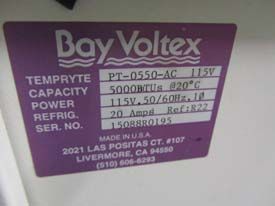 Bay Voltex
TEMPRYTE PT-0550-AC 115V
CAPACITY 5000BTUs @20°C
POWER 115V,50/60Hz,1Ø
REFRIG. 20 Amps Ref:R22
SER. NO. 15088R0195
MADE IN U.S.A.
2021 LAS POSITAS CT. #107
LIVERMORE, CA 94550
(510) 606-6293